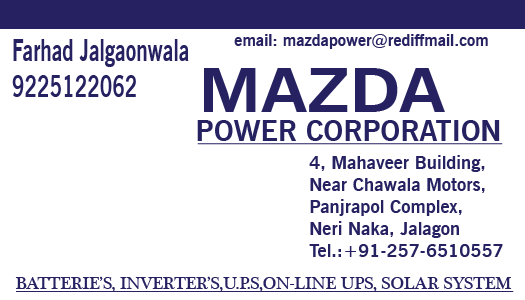 email: mazdapower@rediffmail.com
Farhad Jalgaonwala
9225122062
MAZDA
POWER CORPORATION
4, Mahaveer Building,
Near Chawala Motors,
Panjrapol Complex,
Neri Naka, Jalagon
Tel.:+91-257-6510557
BATTERIE'S, INVERTER'S,U.P.S,ON-LINE UPS, SOLAR SYSTEM